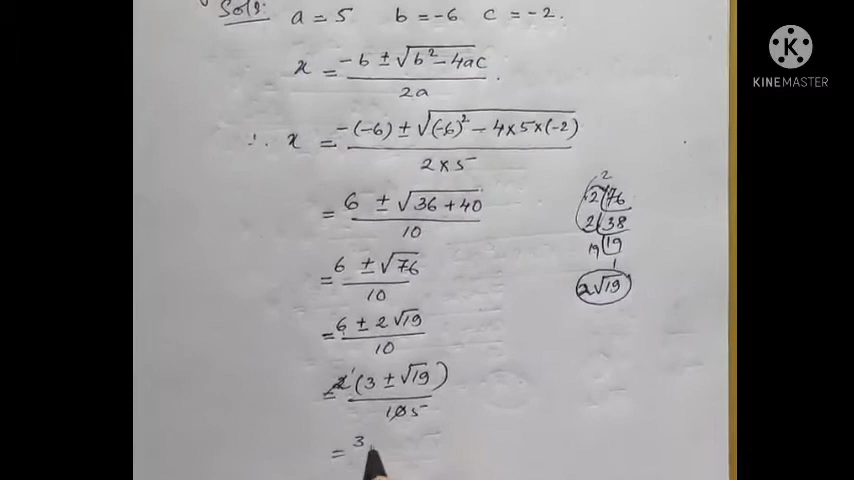 Solⁿ: a = 5 b = -6 c = -2.
x = (-b ± √(b² - 4ac)) / 2a .
∴ x = (-(-6) ± √((-6)² - 4×5×(-2))) / 2×5
= (6 ± √(36 + 40)) / 10
= (6 ± √76) / 10
= (6 ± 2√19) / 10
= 2 1 (3 ± √19) / 10 5
= 3
2
2 | 76
2 | 38
19 | 19
1
2√19
K
KINEMASTER